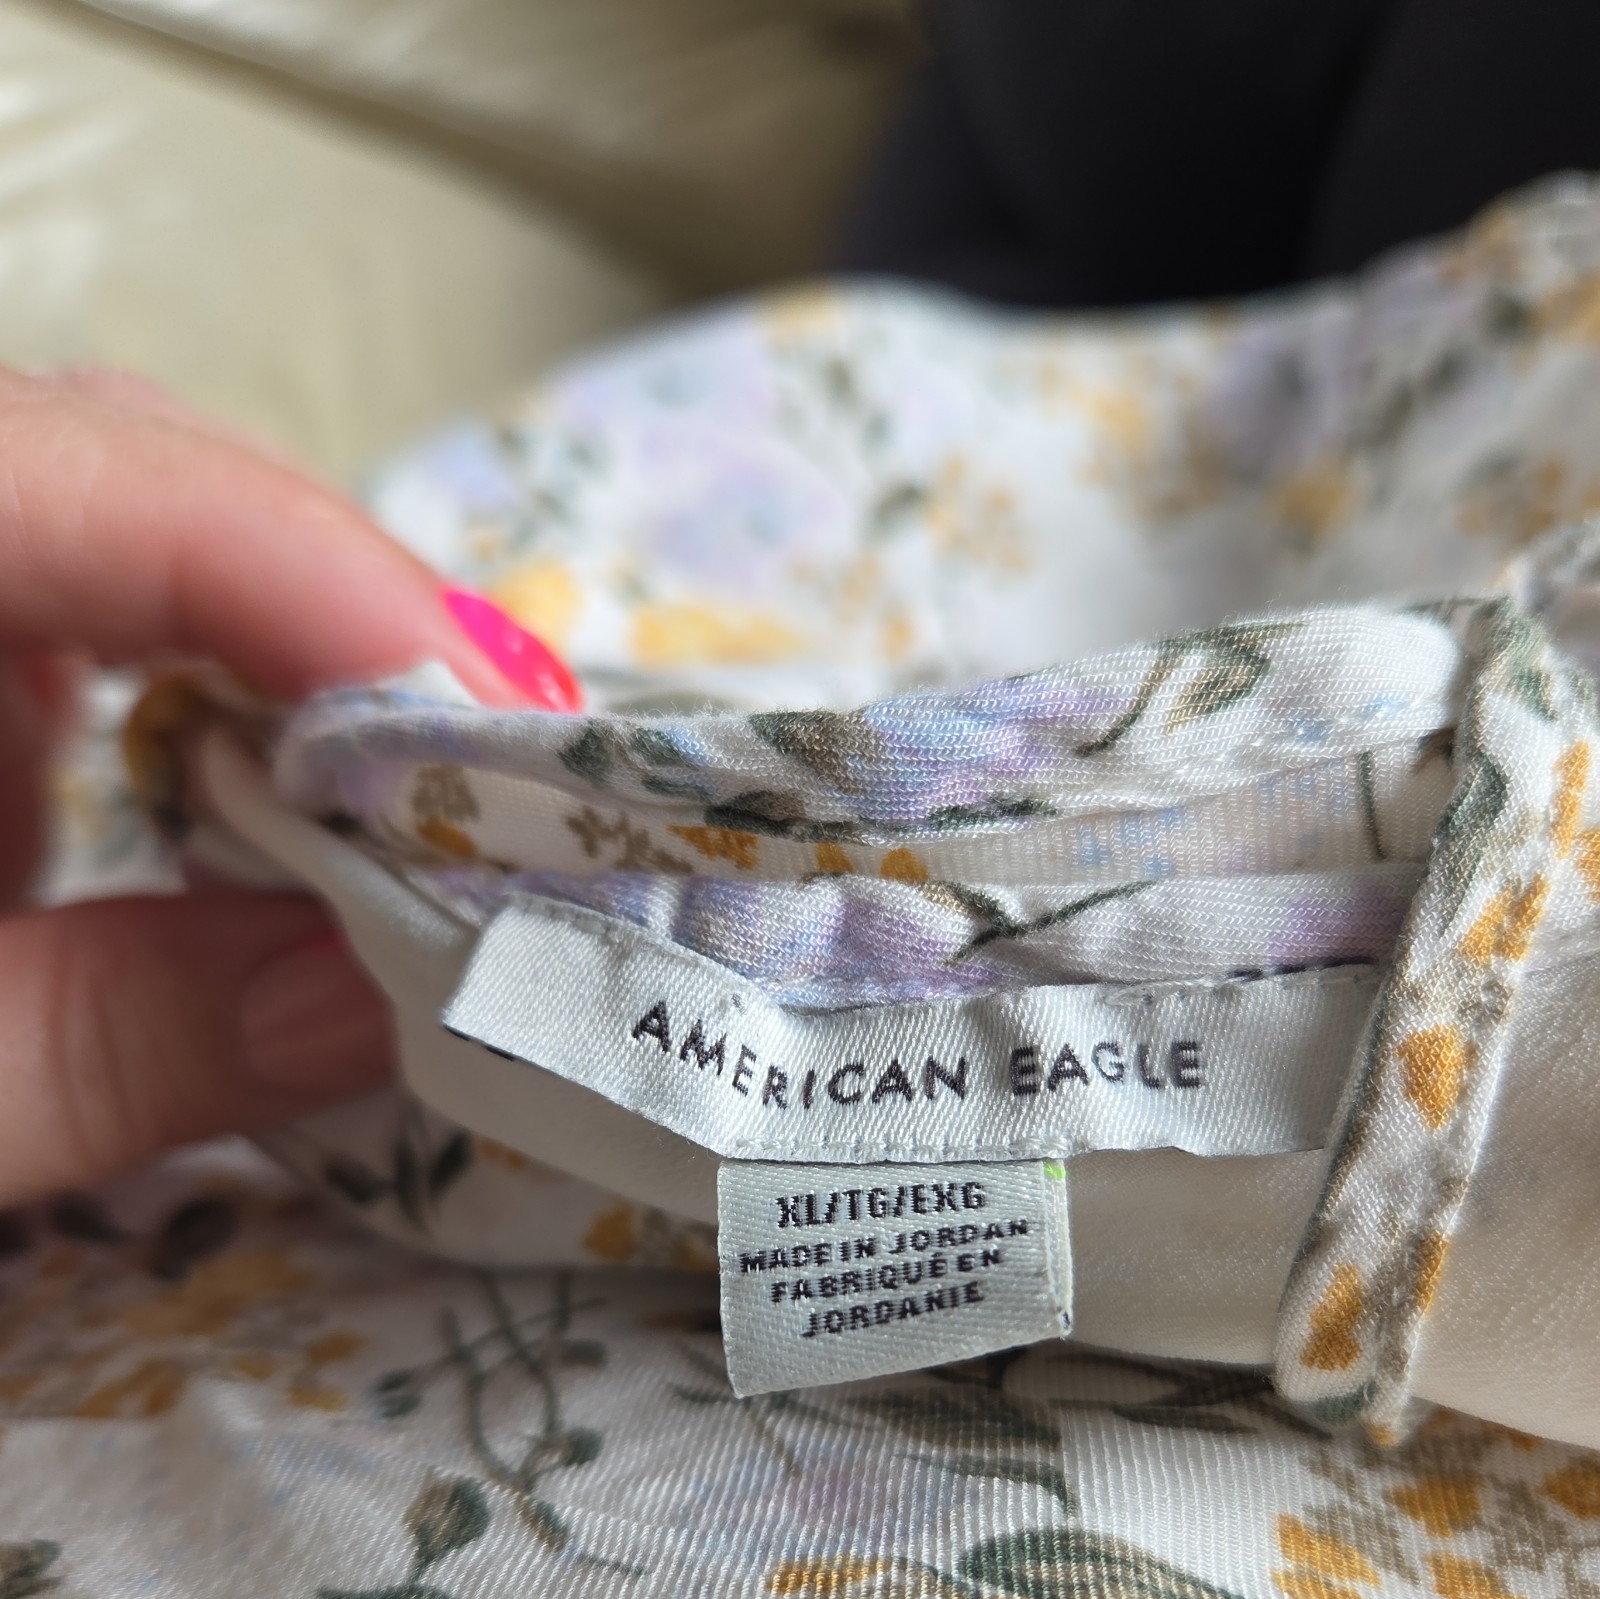 AMERICAN EAGLE
XL/TG/EXG
MADE IN JORDAN
FABRIQUÉ EN
JORDANIE